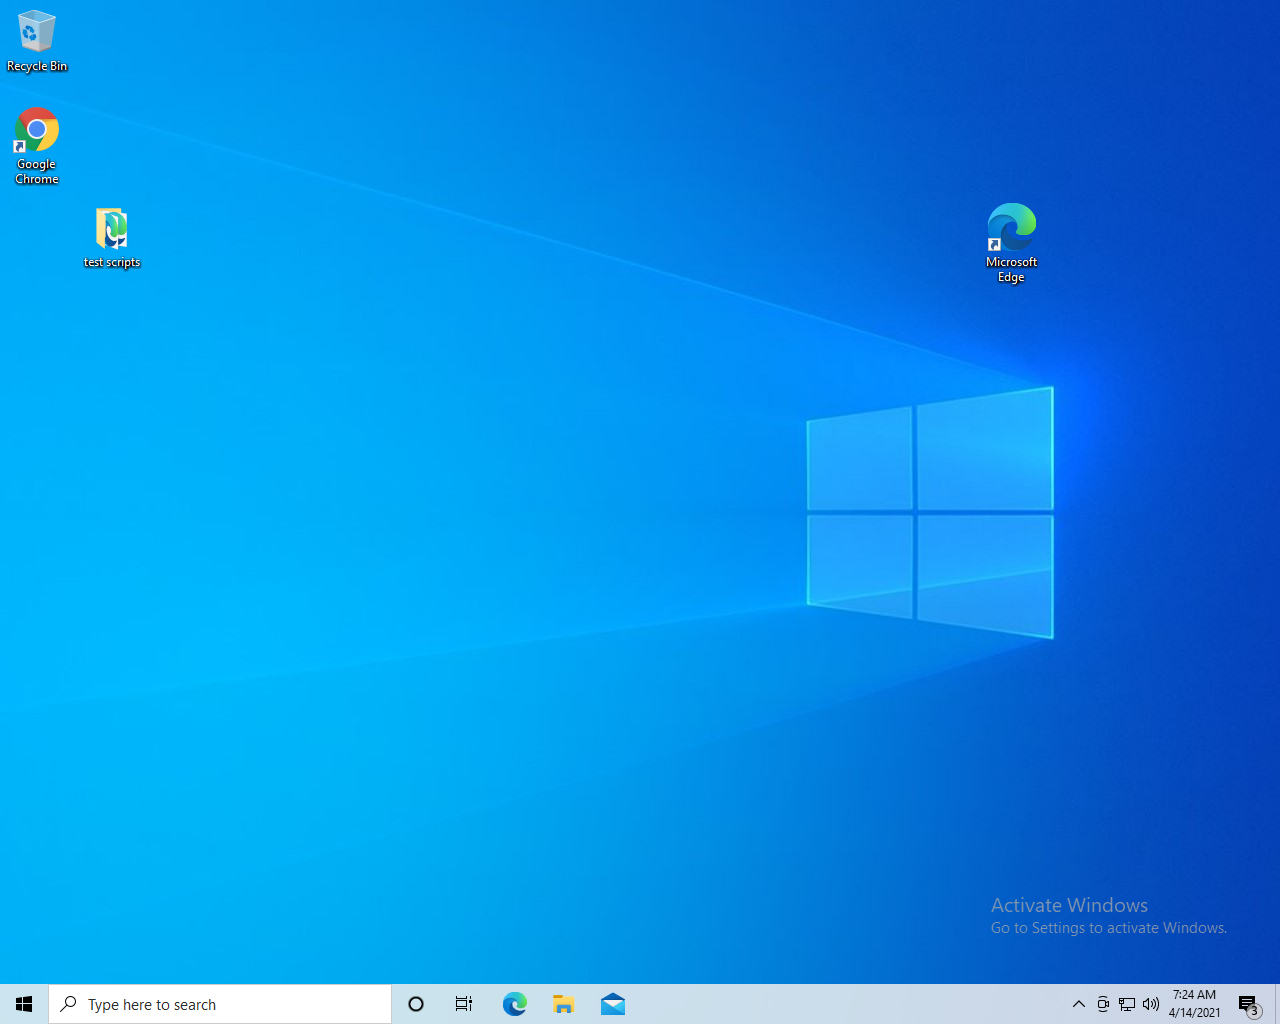 Recycle Bin
Google
Chrome
test scripts
Microsoft
Edge
Activate Windows
Go to Settings to activate Windows.
Type here to search
7:24 AM
4/14/2021
3